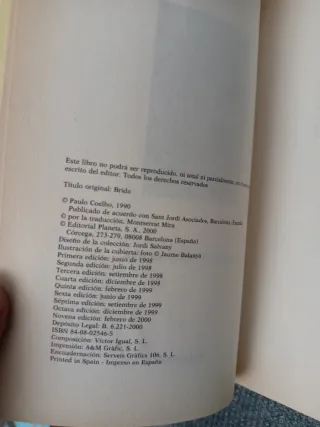 Este libro no podrá ser reproducido, ni total ni parcialmente,
escrito del editor. Todos los derechos reservados
Título original: Brida
© Paulo Coelho, 1990
Publicado de acuerdo con Sant Jordi Asociados, Barcelona (España)
© por la traducción, Montserrat Mira
© Editorial Planeta, S. A., 2000
Córcega, 273-279, 08008 Barcelona (España)
Diseño de la colección: Jordi Salvany
Ilustración de la cubierta: foto © Jaume Balanyà
Primera edición: junio de 1998
Segunda edición: julio de 1998
Tercera edición: setiembre de 1998
Cuarta edición: diciembre de 1998
Quinta edición: febrero de 1999
Sexta edición: junio de 1999
Séptima edición: setiembre de 1999
Octava edición: diciembre de 1999
Novena edición: febrero de 2000
Depósito Legal: B. 6.221-2000
ISBN 84-08-02546-5
Composición: Víctor Igual, S. L.
Impresión: A&M Gràfic, S. L.
Encuadernación: Serveis Gràfics 106, S. L.
Printed in Spain - Impreso en España